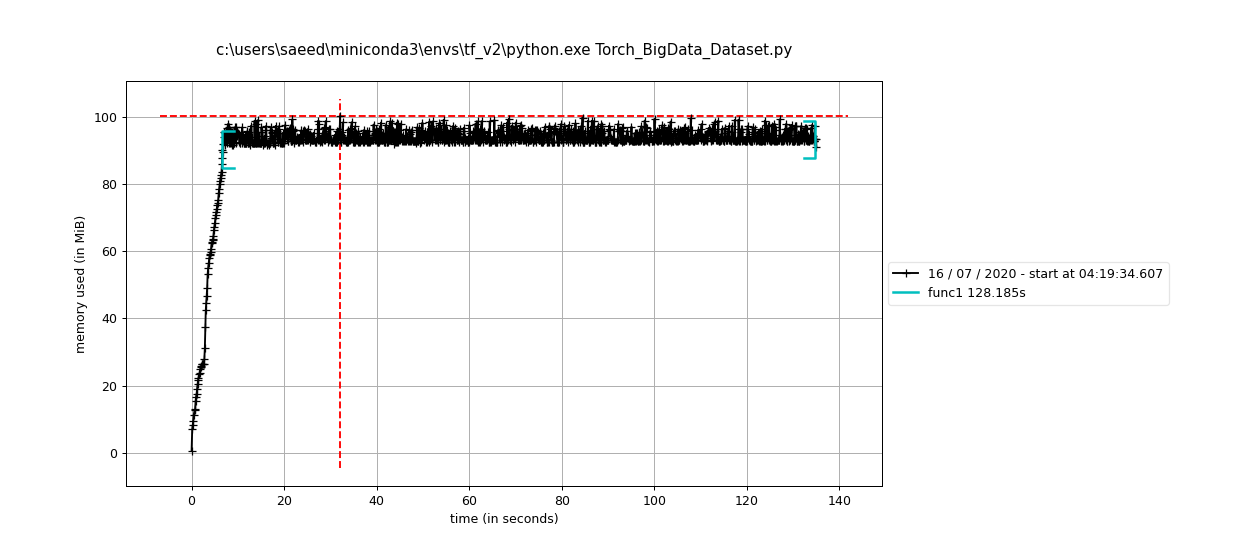 c:\users\saeed\miniconda3\envs\tf_v2\python.exe Torch_BigData_Dataset.py
memory used (in MiB)
100
80
60
40
20
0
0 20 40 60 80 100 120 140
time (in seconds)
16 / 07 / 2020 - start at 04:19:34.607
func1 128.185s